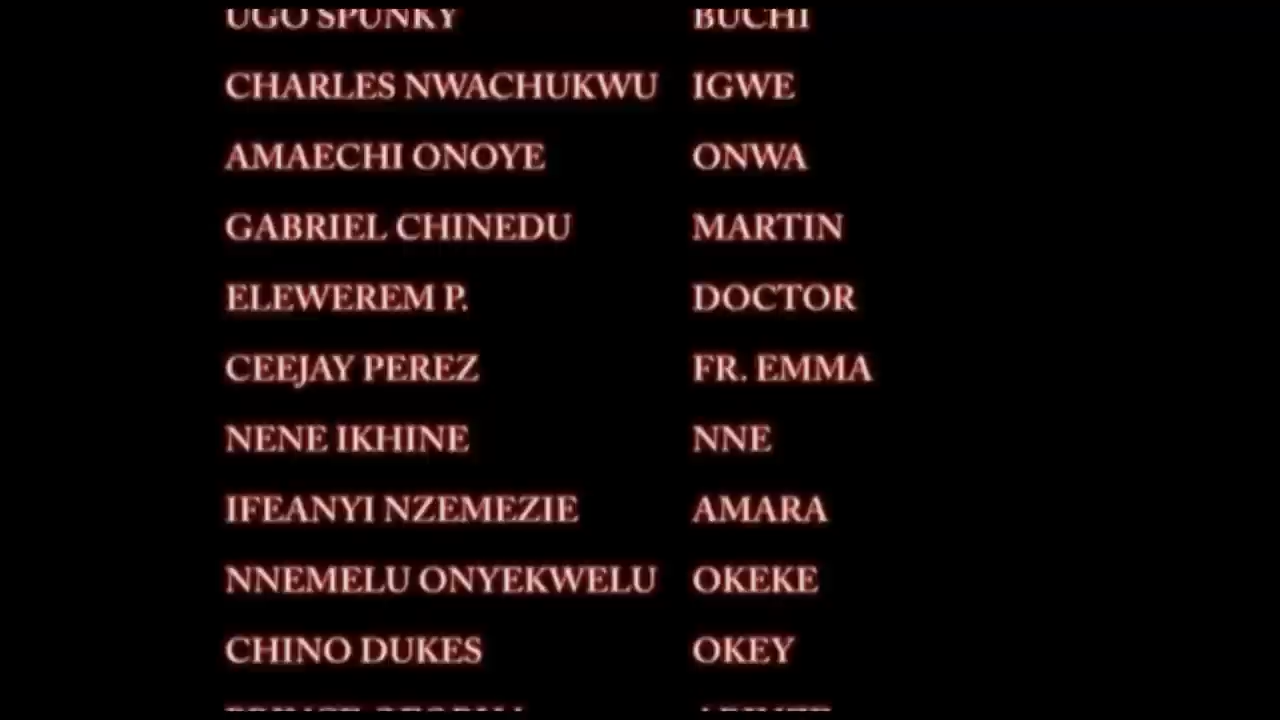 UGO SPUNKY BUCHI
CHARLES NWACHUKWU IGWE
AMAECHI ONOYE ONWA
GABRIEL CHINEDU MARTIN
ELEWEREM P. DOCTOR
CEEJAY PEREZ FR. EMMA
NENE IKHINE NNE
IFEANYI NZEMEZIE AMARA
NNEMELU ONYEKWELU OKEKE
CHINO DUKES OKEY